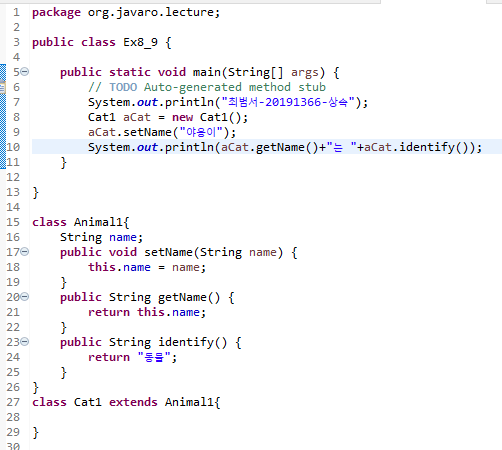 1 package org.javaro.lecture;
2
3 public class Ex8_9 {
4
5 public static void main(String[] args) {
6 // TODO Auto-generated method stub
7 System.out.println("최범서-20191366-상속");
8 Cat1 aCat = new Cat1();
9 aCat.setName("야옹이");
10 System.out.println(aCat.getName()+"는 "+aCat.identify());
11 }
12
13 }
14
15 class Animal1{
16 String name;
17 public void setName(String name) {
18 this.name = name;
19 }
20 public String getName() {
21 return this.name;
22 }
23 public String identify() {
24 return "동물";
25 }
26 }
27 class Cat1 extends Animal1{
28
29 }
30